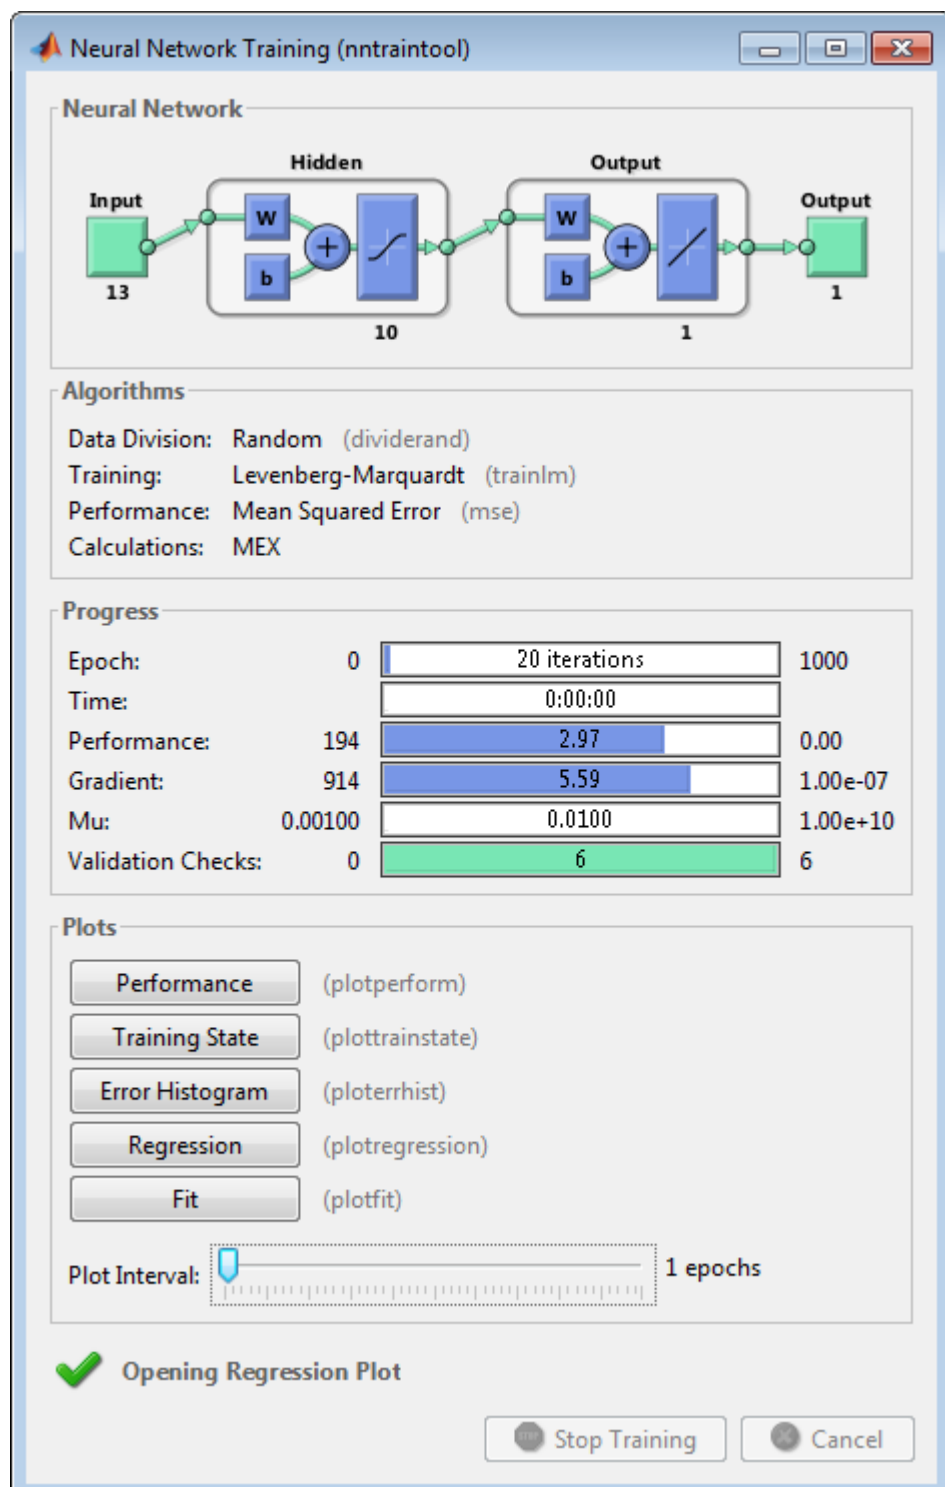 Neural Network Training (nntraintool)
Neural Network
Hidden Output
Input Output
W W
+ +
b b
13 1
10 1
Algorithms
Data Division: Random (dividerand)
Training: Levenberg-Marquardt (trainlm)
Performance: Mean Squared Error (mse)
Calculations: MEX
Progress
Epoch: 0 20 iterations 1000
Time: 0:00:00
Performance: 194 2.97 0.00
Gradient: 914 5.59 1.00e-07
Mu: 0.00100 0.0100 1.00e+10
Validation Checks: 0 6 6
Plots
Performance (plotperform)
Training State (plottrainstate)
Error Histogram (ploterrhist)
Regression (plotregression)
Fit (plotfit)
Plot Interval: 1 epochs
Opening Regression Plot
STOP Stop Training Cancel